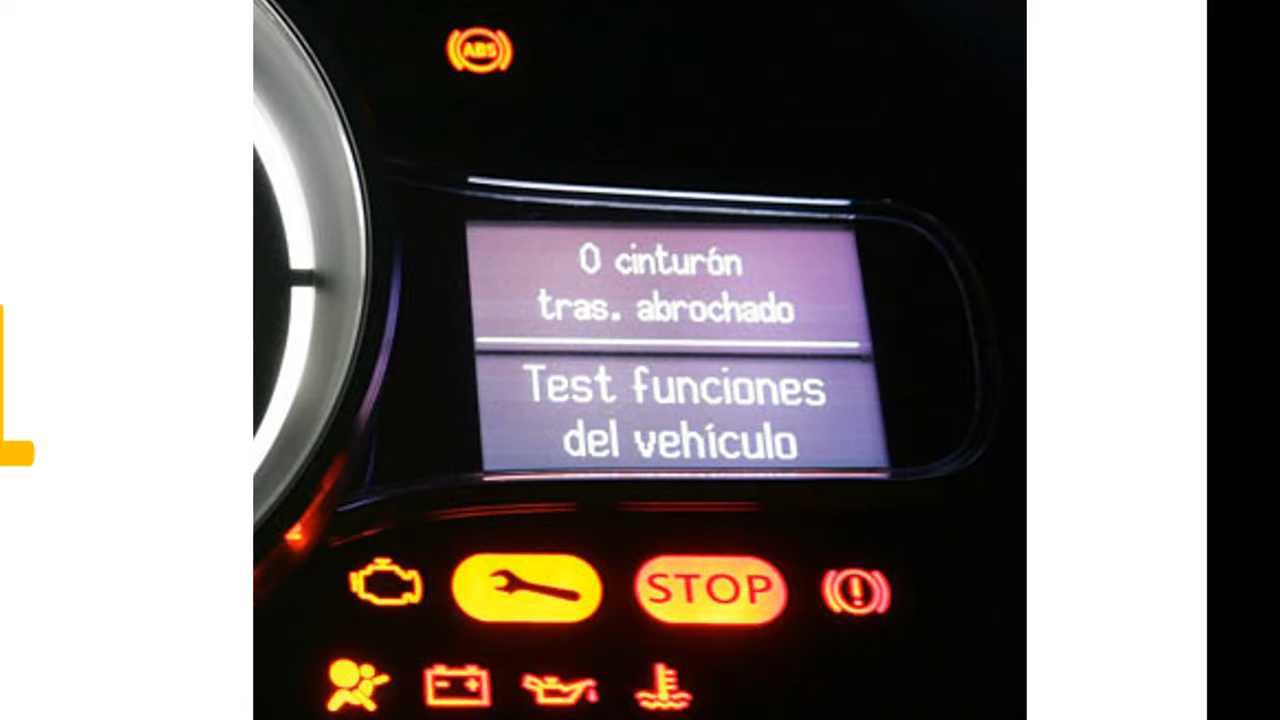 ABS
0 cinturón
tras. abrochado
Test funciones
del vehículo
STOP